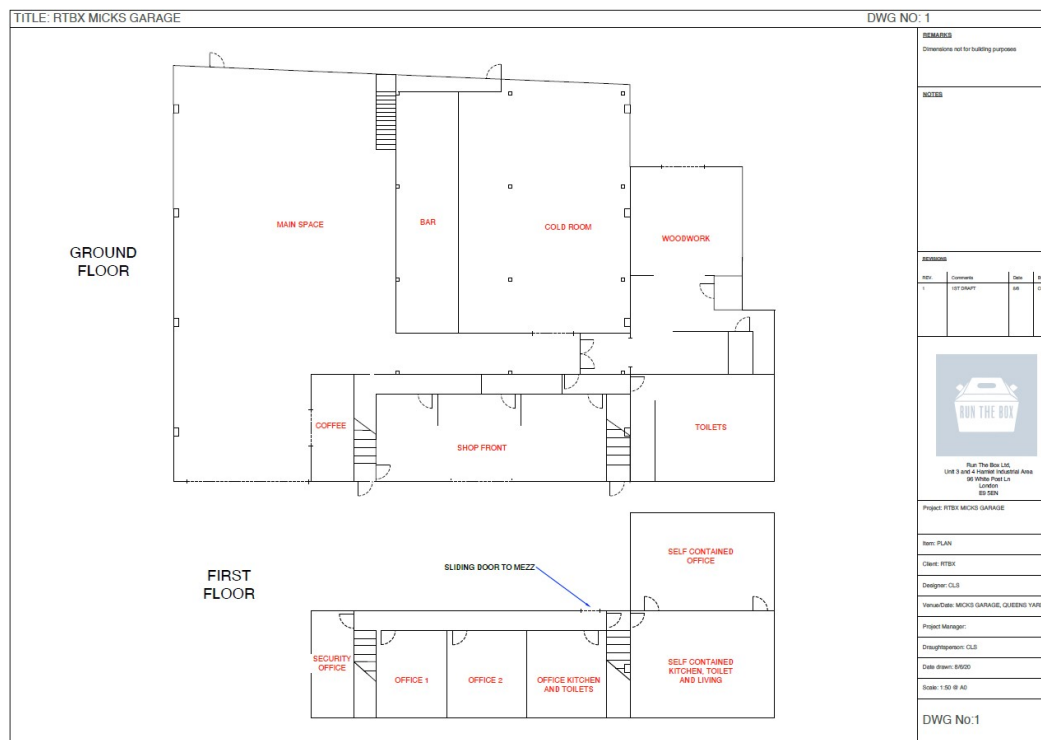 TITLE: RTBX MICKS GARAGE
DWG NO: 1
REMARKS
Dimensions not for building purposes
NOTES
GROUND
FLOOR
MAIN SPACE
BAR
COLD ROOM
WOODWORK
COFFEE
SHOP FRONT
TOILETS
FIRST
FLOOR
SLIDING DOOR TO MEZZ
SELF CONTAINED
OFFICE
SECURITY
OFFICE
OFFICE 1
OFFICE 2
OFFICE KITCHEN
AND TOILETS
SELF CONTAINED
KITCHEN, TOILET
AND LIVING
REVISIONS
REV. Comments Date
1 1ST DRAFT
RUN THE BOX
Run The Box Ltd,
Unit 3 and 4 Hamlet Industrial Area
96 White Post Ln
London
E9 5EN
Project: RTBX MICKS GARAGE
Item: PLAN
Client: RTBX
Designer: CLS
Venue/Date: MICKS GARAGE, QUEENS
Project Manager:
Draughtsperson: CLS
Date drawn: 8/6/20
Scale: 1:50 @ A0
DWG No:1